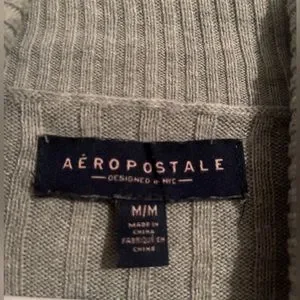 AÉROPOSTALE
DESIGNED in NYC
M/M
MADE IN
CHINA
FABRIQUÉ EN
CHINE